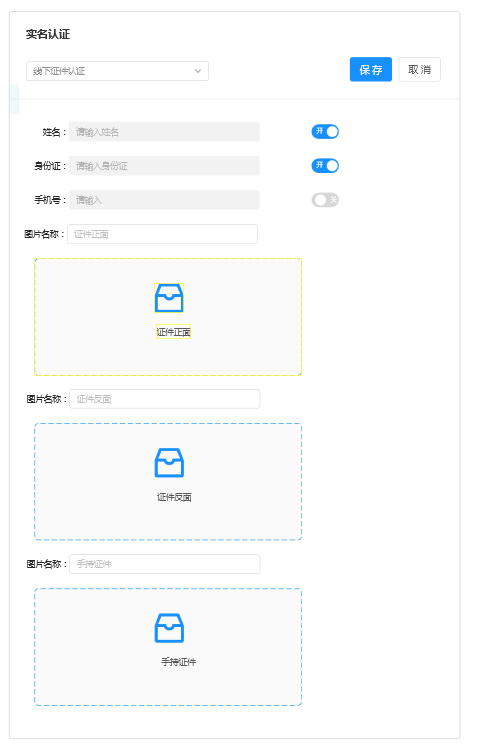 实名认证
线下证件认证
保存 取消
姓名： 请输入姓名 开
身份证： 请输入身份证 开
手机号： 请输入 关
图片名称： 证件正面
证件正面
图片名称： 证件反面
证件反面
图片名称： 手持证件
手持证件